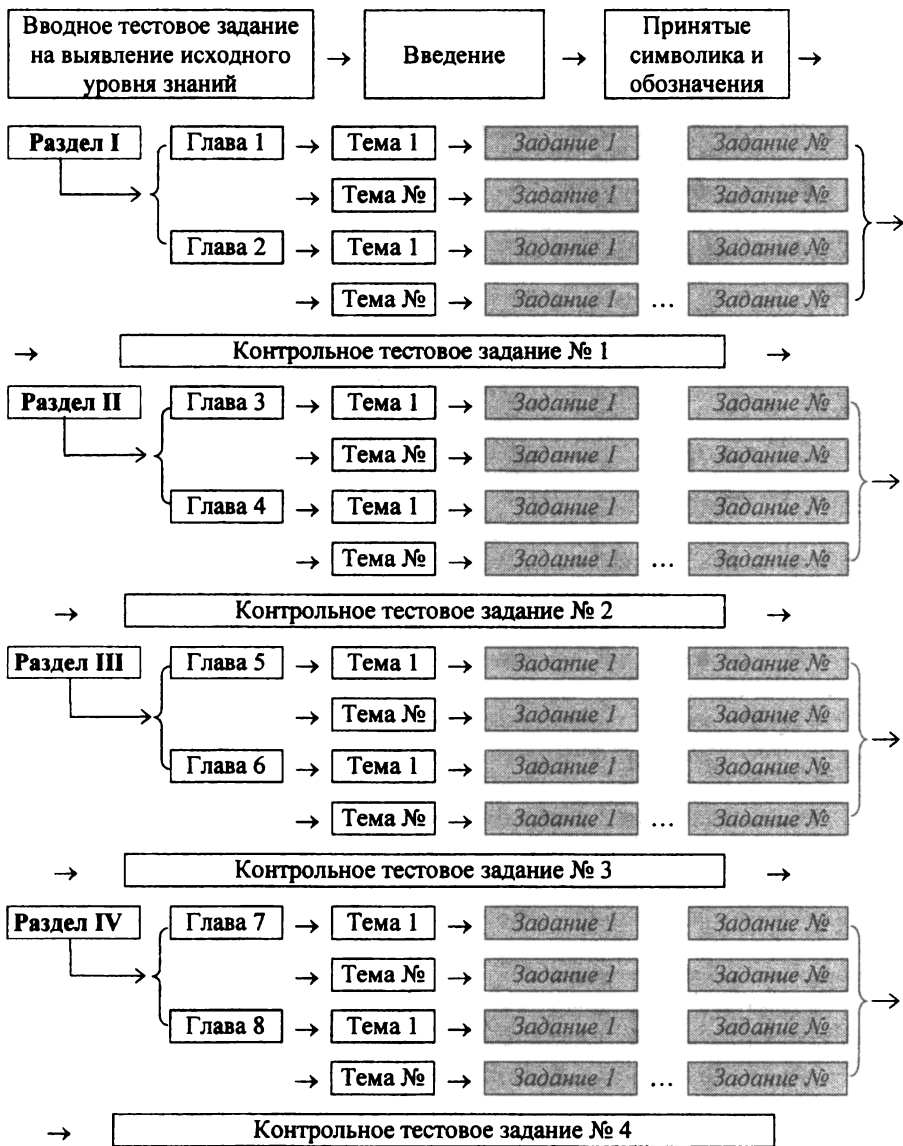 Вводное тестовое задание
на выявление исходного
уровня знаний
→
Введение
→
Принятые
символика и
обозначения
→
Раздел I
Глава 1 → Тема 1 → Задание 1 Задание №
→ Тема № → Задание 1 Задание №
Глава 2 → Тема 1 → Задание 1 Задание №
→ Тема № → Задание 1 ... Задание №
→ Контрольное тестовое задание № 1 →
Раздел II
Глава 3 → Тема 1 → Задание 1 Задание №
→ Тема № → Задание 1 Задание №
Глава 4 → Тема 1 → Задание 1 Задание №
→ Тема № → Задание 1 ... Задание №
→ Контрольное тестовое задание № 2 →
Раздел III
Глава 5 → Тема 1 → Задание 1 Задание №
→ Тема № → Задание 1 Задание №
Глава 6 → Тема 1 → Задание 1 Задание №
→ Тема № → Задание 1 ... Задание №
→ Контрольное тестовое задание № 3 →
Раздел IV
Глава 7 → Тема 1 → Задание 1 Задание №
→ Тема № → Задание 1 Задание №
Глава 8 → Тема 1 → Задание 1 Задание №
→ Тема № → Задание 1 ... Задание №
→ Контрольное тестовое задание № 4